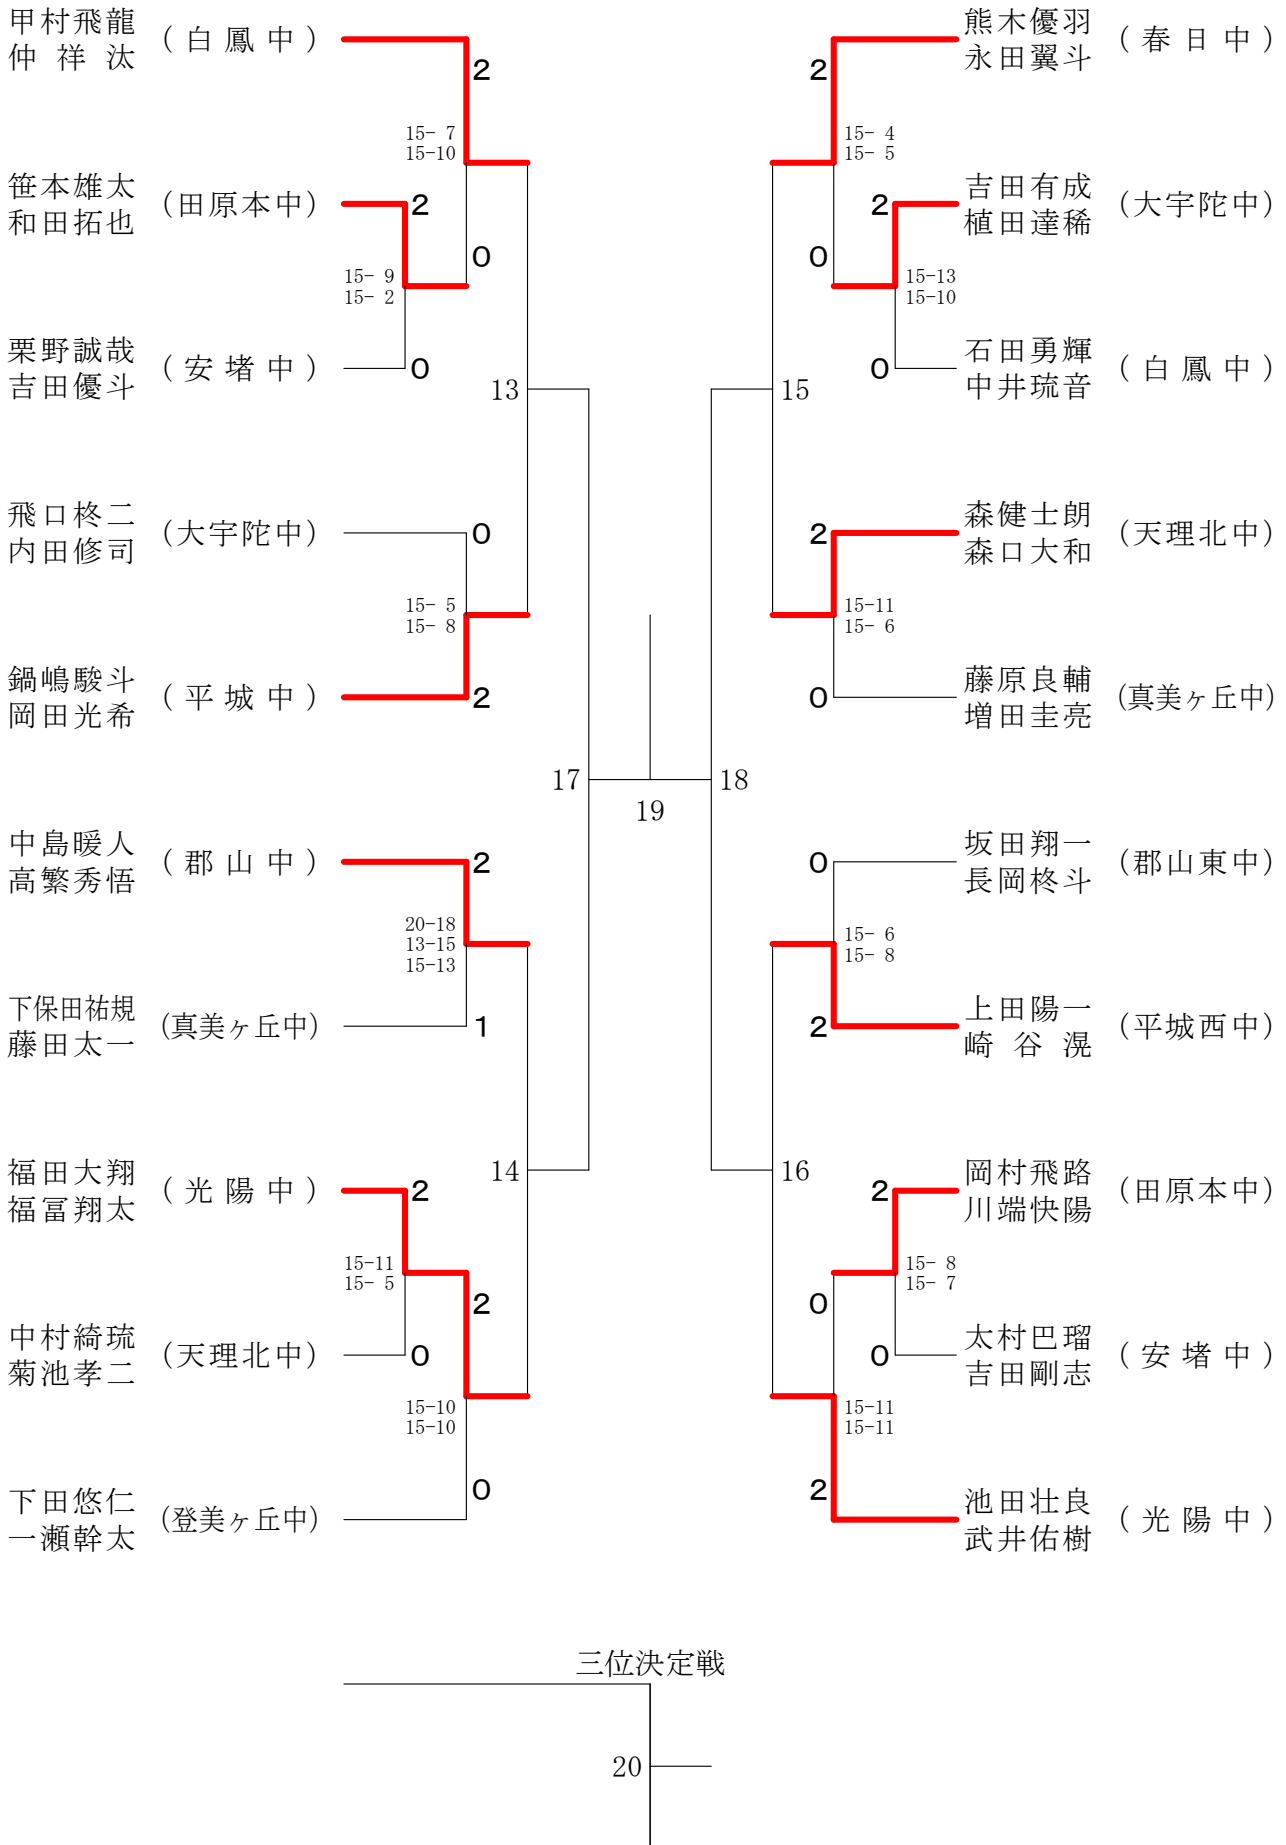 甲村飛龍
仲祥汰
(白鳳中)
2
15- 7
15-10
笹本雄太
和田拓也
(田原本中)
2
0
15- 9
15- 2
栗野誠哉
吉田優斗
(安堵中)
0
13
飛口柊二
内田修司
(大宇陀中)
0
15- 5
15- 8
鍋嶋駿斗
岡田光希
(平城中)
2
17
中島暖人
高繁秀悟
(郡山中)
2
20-18
13-15
15-13
下保田祐規
藤田太一
(真美ヶ丘中)
1
14
福田大翔
福冨翔太
(光陽中)
2
15-11
15- 5
2
中村綺琉
菊池孝二
(天理北中)
0
15-10
15-10
下田悠仁
一瀬幹太
(登美ヶ丘中)
0
19
熊木優羽
永田翼斗
(春日中)
2
15- 4
15- 5
吉田有成
植田達稀
(大宇陀中)
2
0
15-13
15-10
石田勇輝
中井琉音
(白鳳中)
0
15
森健士朗
森口大和
(天理北中)
2
15-11
15- 6
藤原良輔
増田圭亮
(真美ヶ丘中)
0
18
坂田翔一
長岡柊斗
(郡山東中)
0
15- 6
15- 8
上田陽一
崎谷滉
(平城西中)
2
16
岡村飛路
川端快陽
(田原本中)
2
15- 8
15- 7
0
太村巴瑠
吉田剛志
(安堵中)
0
15-11
15-11
池田壮良
武井佑樹
(光陽中)
2
三位決定戦
20